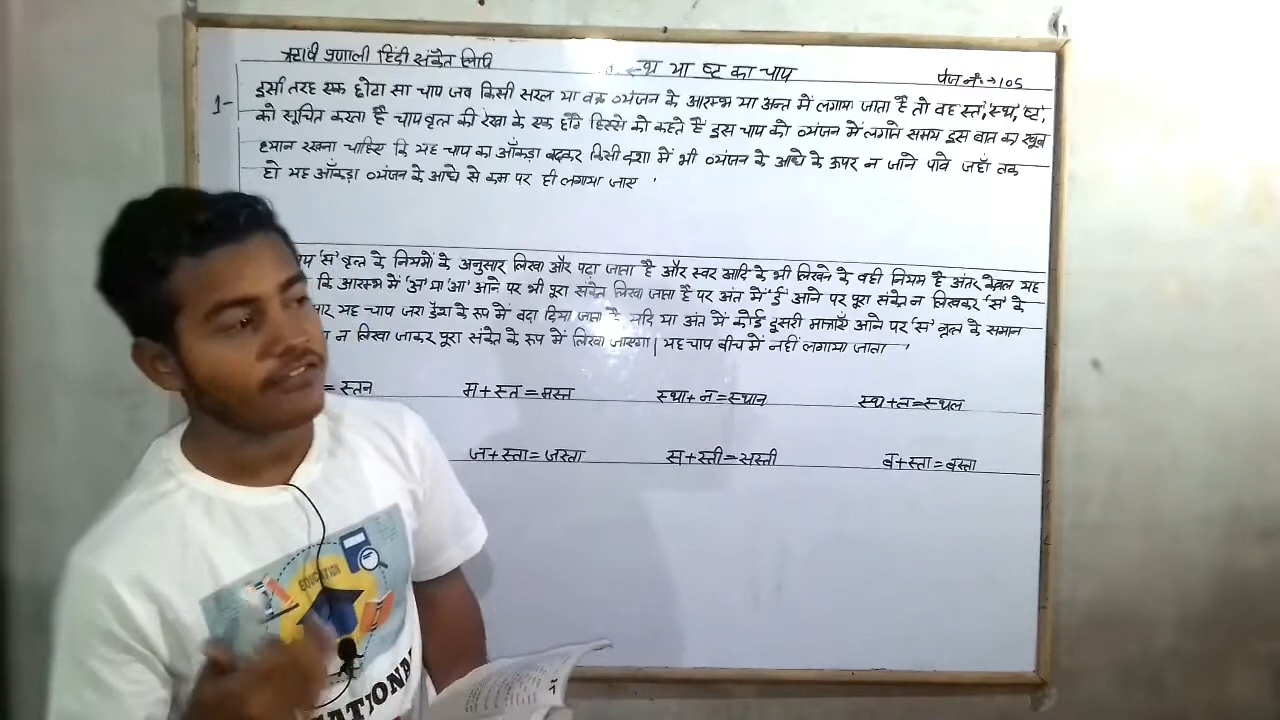 ऋषि प्रणाली हिंदी संकेत लिपि
स्थ या ष्ट का चाप
पेज नं॰→105
1- इसी तरह एक छोटा सा चाप जब किसी सरल या वक्र व्यंजन के आरम्भ या अन्त में लगाया जाता है तो वह स्त, स्थ, ष्ट,
को सूचित करता है चाप वृत्त की रेखा के एक छोटे हिस्से को कहते हैं इस चाप को व्यंजन में लगाते समय इस बात का खूब
ध्यान रखना चाहिए कि यह चाप का आँकड़ा बढ़कर किसी दशा में भी व्यंजन के आधे के ऊपर न जाने पावे जहाँ तक
हो यह आँकड़ा व्यंजन के आधे से कम पर ही लगाया जाए
'स' वृत्त के नियमों के अनुसार लिखा और पढ़ा जाता है और स्वर आदि के भी लिखने के वही नियम है अंतर केवल यह
कि आरम्भ में 'अ' या 'आ' आने पर भी पूरा संकेत लिखा जाता है पर अंत में 'ई' आने पर पूरा संकेत न लिखकर 'स' के
यह चाप जरा डैश के रूप में बढ़ा दिया जाता है यदि या अंत में कोई दूसरी मात्राएँ आने पर 'स' वृत्त के समान
न लिखा जाकर पूरा संकेत के रूप में लिखा जाएगा | यह चाप बीच में नहीं लगाया जाता
= स्तन म+स्त=मस्त स्था+न=स्थान स्थ+ल=स्थल
ज+स्ता=जस्ता स+स्ती=सस्ती ब+स्ता=बस्ता
EDUCATION